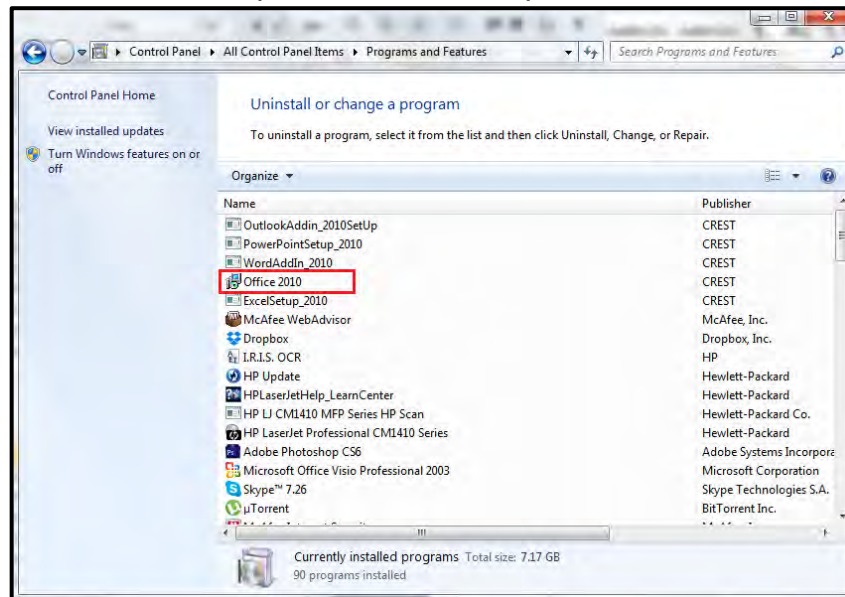 Control Panel ▸ All Control Panel Items ▸ Programs and Features
Search Programs and Features
Control Panel Home
View installed updates
Turn Windows features on or
off
Uninstall or change a program
To uninstall a program, select it from the list and then click Uninstall, Change, or Repair.
Organize
Name Publisher
OutlookAddin_2010SetUp CREST
PowerPointSetup_2010 CREST
WordAddIn_2010 CREST
Office 2010 CREST
ExcelSetup_2010 CREST
McAfee WebAdvisor McAfee, Inc.
Dropbox Dropbox, Inc.
I.R.I.S. OCR HP
HP Update Hewlett-Packard
HPLaserJetHelp_LearnCenter Hewlett-Packard
HP LJ CM1410 MFP Series HP Scan Hewlett-Packard Co.
HP LaserJet Professional CM1410 Series Hewlett-Packard
Adobe Photoshop CS6 Adobe Systems Incorpora
Microsoft Office Visio Professional 2003 Microsoft Corporation
Skype™ 7.26 Skype Technologies S.A.
µTorrent BitTorrent Inc.
Currently installed programs Total size: 7.17 GB
90 programs installed